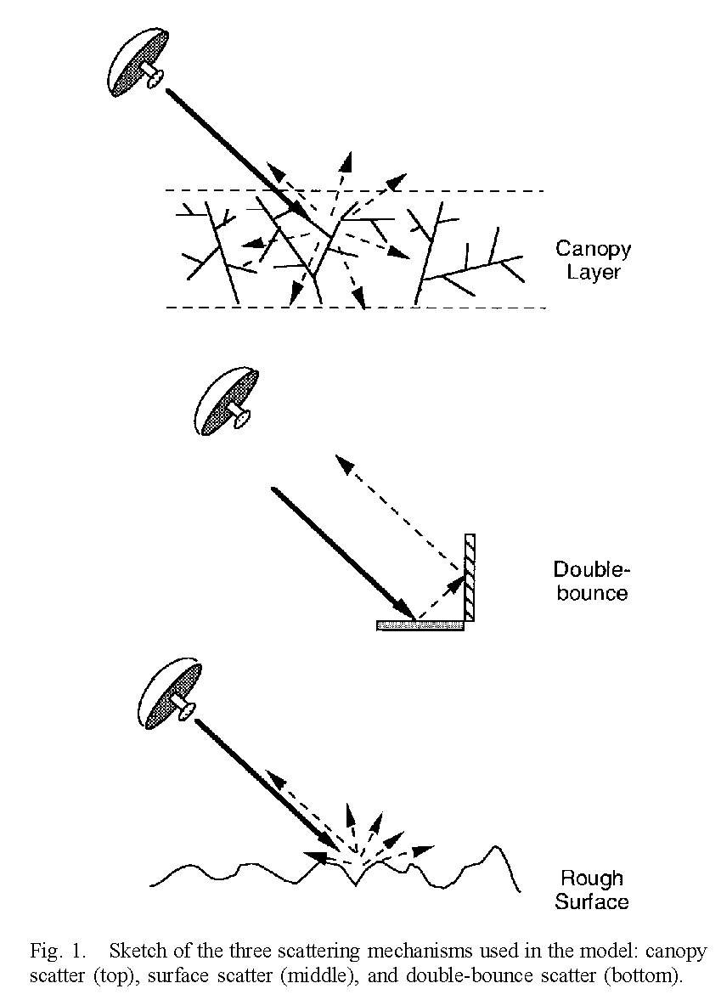 Canopy
Layer
Double-
bounce
Rough
Surface
Fig. 1. Sketch of the three scattering mechanisms used in the model: canopy
scatter (top), surface scatter (middle), and double-bounce scatter (bottom).